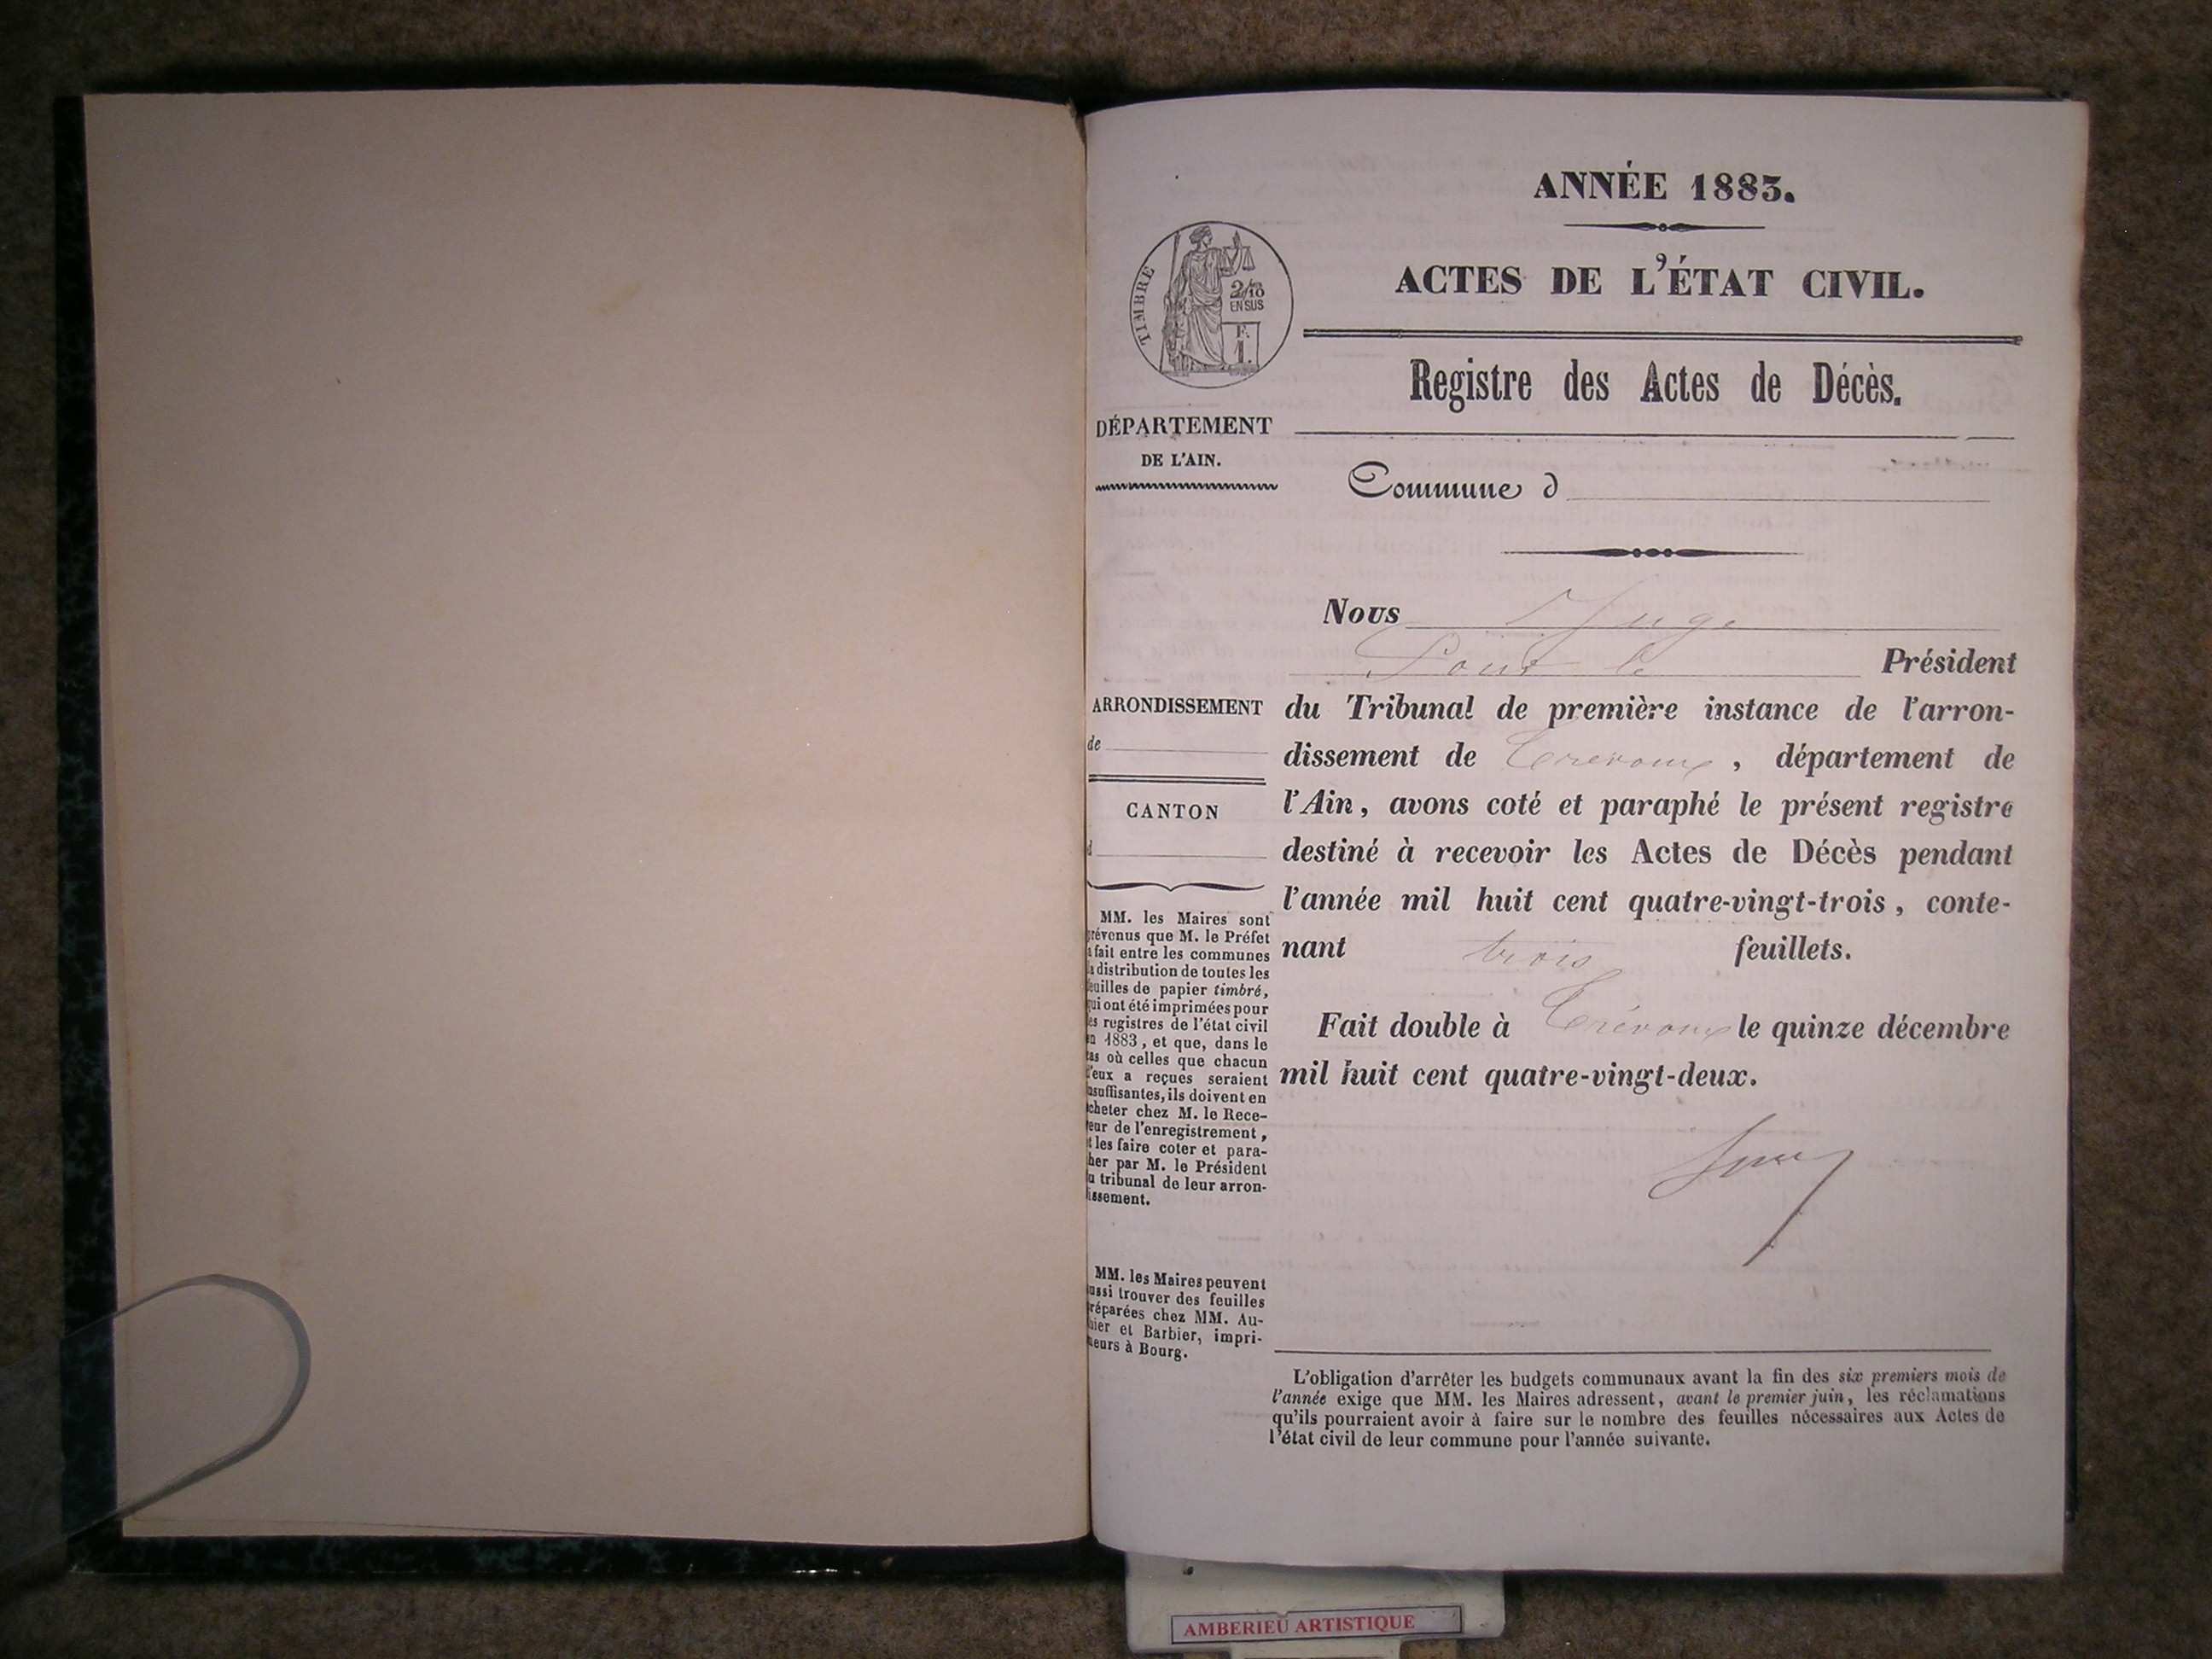 ANNÉE 1883.
ACTES DE L'ÉTAT CIVIL.
TIMBRE
2/10
EN SUS
F.
1.
Registre des Actes de Décès.
DÉPARTEMENT
DE L'AIN.
Commune d
Nous Juge
Pour le Président
du Tribunal de première instance de l'arron-
dissement de Trévoux, département de
l'Ain, avons coté et paraphé le présent registre
destiné à recevoir les Actes de Décès pendant
l'année mil huit cent quatre-vingt-trois, conte-
nant trois feuillets.
Fait double à Trévoux le quinze décembre
mil huit cent quatre-vingt-deux.
ARRONDISSEMENT
de
CANTON
d
MM. les Maires sont
prévenus que M. le Préfet
a fait entre les communes
la distribution de toutes les
feuilles de papier timbré,
qui ont été imprimées pour
les registres de l'état civil
en 1883, et que, dans le
cas où celles que chacun
d'eux a reçues seraient
insuffisantes, ils doivent en
acheter chez M. le Rece-
veur de l'enregistrement,
et les faire coter et para-
pher par M. le Président
du tribunal de leur arron-
dissement.
MM. les Maires peuvent
aussi trouver des feuilles
préparées chez MM. Au-
thier et Barbier, impri-
meurs à Bourg.
L'obligation d'arrêter les budgets communaux avant la fin des six premiers mois de
l'année exige que MM. les Maires adressent, avant le premier juin, les réclamations
qu'ils pourraient avoir à faire sur le nombre des feuilles nécessaires aux Actes de
l'état civil de leur commune pour l'année suivante.
AMBERIEU ARTISTIQUE